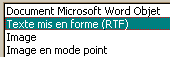 Document Microsoft Word Objet
Texte mis en forme (RTF)
Image
Image en mode point